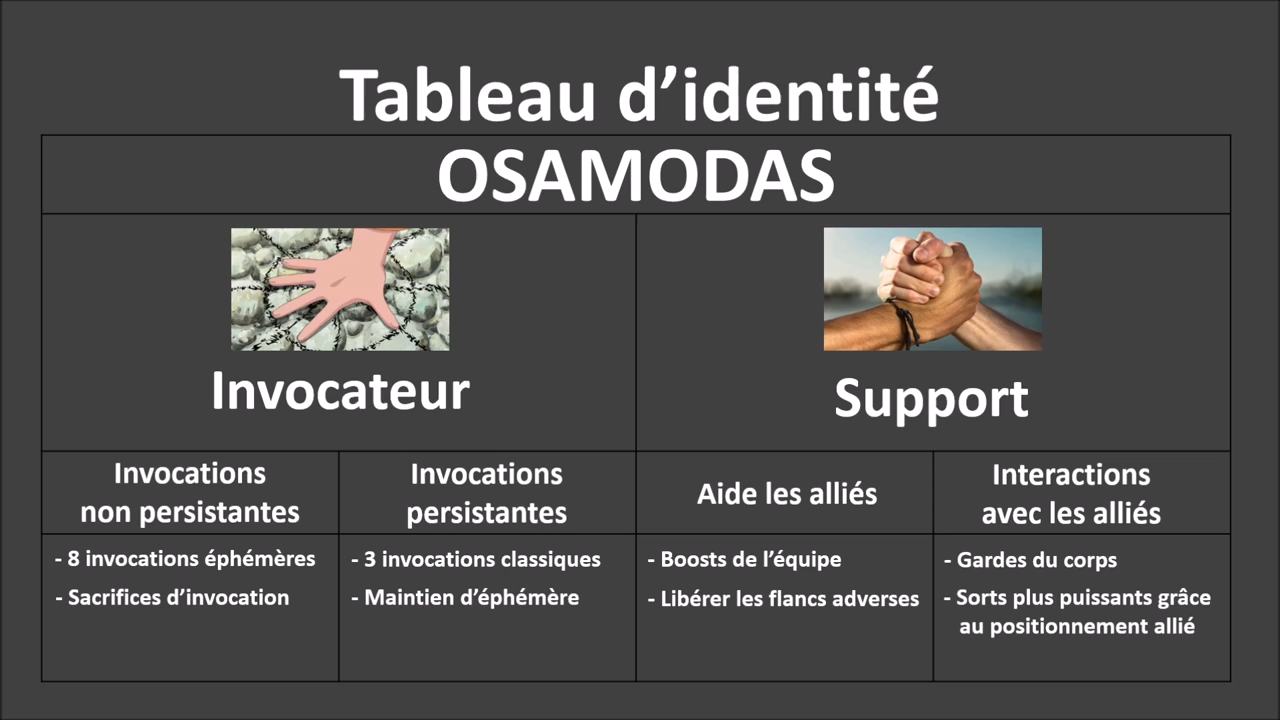 Tableau d’identité
OSAMODAS
Invocateur
Support
Invocations
non persistantes
Invocations
persistantes
Aide les alliés
Interactions
avec les alliés
- 8 invocations éphémères
- Sacrifices d’invocation
- 3 invocations classiques
- Maintien d’éphémère
- Boosts de l’équipe
- Libérer les flancs adverses
- Gardes du corps
- Sorts plus puissants grâce
au positionnement allié